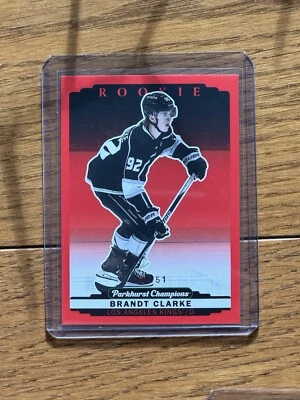 ROOKIE
92
51
Parkhurst Champions
BRANDT CLARKE
LOS ANGELES KINGS / D